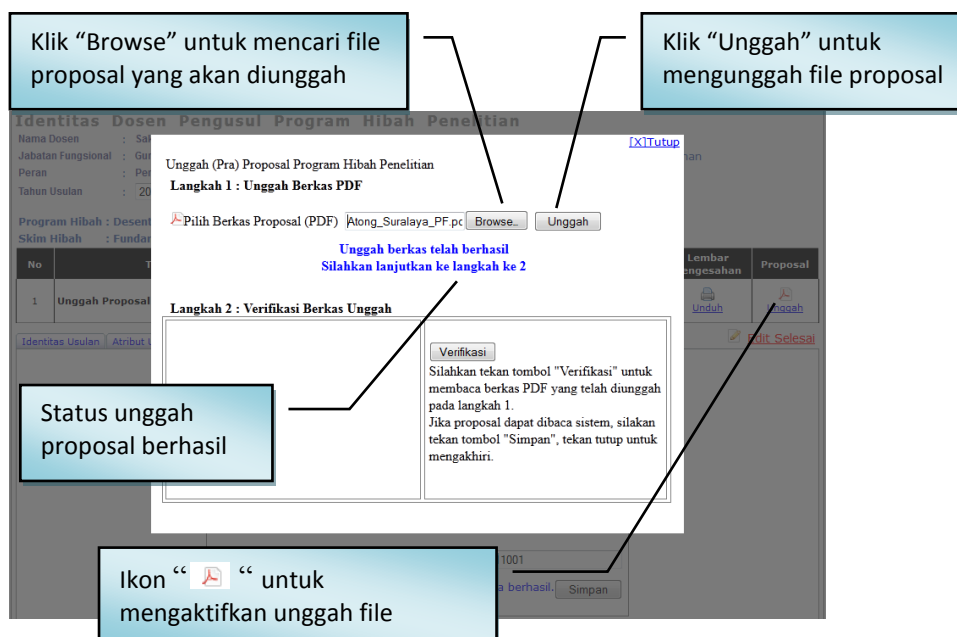 Klik “Browse” untuk mencari file
proposal yang akan diunggah
Klik “Unggah” untuk
mengunggah file proposal
Identitas Dosen Pengusul Program Hibah Penelitian
Nama Dosen :
Jabatan Fungsional :
Peran :
Tahun Usulan : 20
Program Hibah :
Skim Hibah :
[X]Tutup
Unggah (Pra) Proposal Program Hibah Penelitian
Langkah 1 : Unggah Berkas PDF
Pilih Berkas Proposal (PDF) Atong_Suralaya_PF.pc Browse.. Unggah
Unggah berkas telah berhasil
Silahkan lanjutkan ke langkah ke 2
No
Lembar
Proposal
1 Unggah Proposal
Unduh
Unggah
Langkah 2 : Verifikasi Berkas Unggah
Identitas Usulan Atribut
Edit Selesai
Verifikasi
Silahkan tekan tombol "Verifikasi" untuk
membaca berkas PDF yang telah diunggah
pada langkah 1.
Jika proposal dapat dibaca sistem, silakan
tekan tombol "Simpan", tekan tutup untuk
mengakhiri.
Status unggah
proposal berhasil
1001
berhasil. Simpan
Ikon “ “ untuk
mengaktifkan unggah file